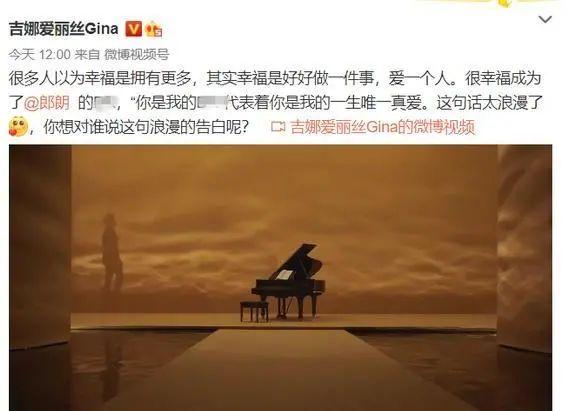 吉娜爱丽丝Gina
今天 12:00 来自 微博视频号
很多人以为幸福是拥有更多，其实幸福是好好做一件事，爱一个人。很幸福成为
了@郎朗 的 ，“你是我的 代表着你是我的一生唯一真爱。这句话太浪漫了
，你想对谁说这句浪漫的告白呢？ 吉娜爱丽丝Gina的微博视频